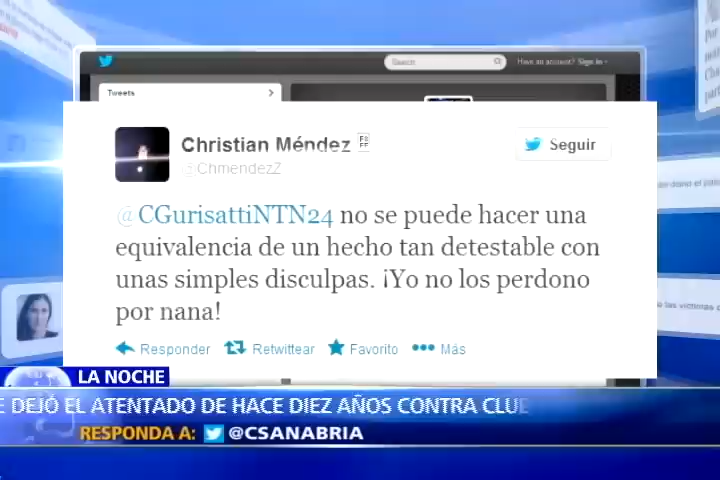 Search
Have an account? Sign in
Tweets
Christian Méndez
@ChmendezZ
Seguir
@CGurisattiNTN24 no se puede hacer una
equivalencia de un hecho tan detestable con
unas simples disculpas. ¡Yo no los perdono
por nana!
Responder
Retwittear
Favorito
Más
LA NOCHE
E DEJÓ EL ATENTADO DE HACE DIEZ AÑOS CONTRA CLUB
RESPONDA A: @CSANABRIA